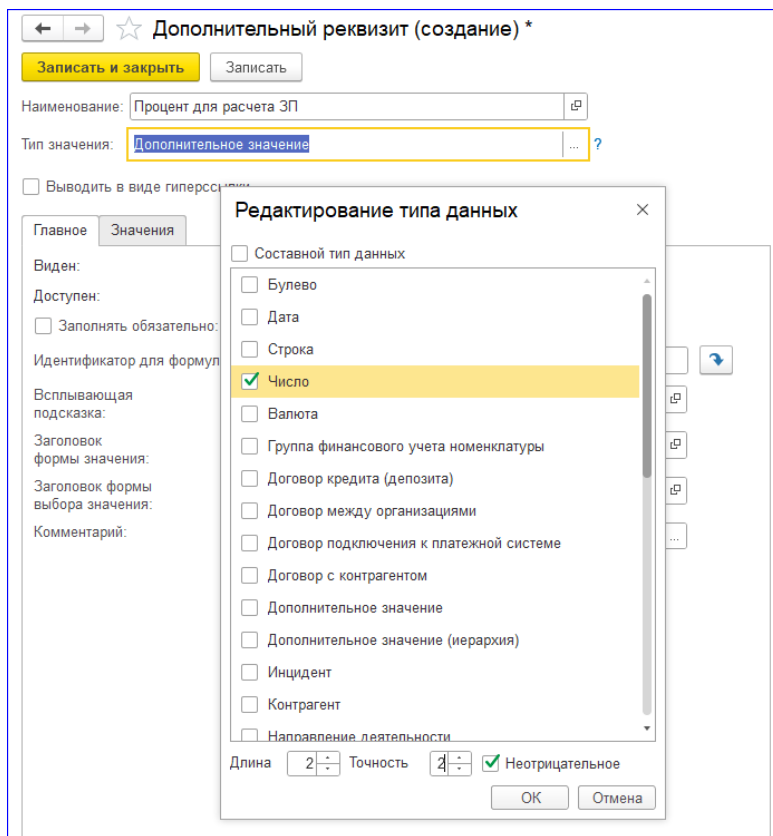 Дополнительный реквизит (создание) *
Записать и закрыть
Записать
Наименование: Процент для расчета ЗП
Тип значения: Дополнительное значение ... ?
Выводить в виде гиперссылки
Главное Значения
Виден:
Доступен:
Заполнять обязательно:
Идентификатор для формул
Всплывающая
подсказка:
Заголовок
формы значения:
Заголовок формы
выбора значения:
Комментарий:
...
Редактирование типа данных
Составной тип данных
Булево
Дата
Строка
Число
Валюта
Группа финансового учета номенклатуры
Договор кредита (депозита)
Договор между организациями
Договор подключения к платежной системе
Договор с контрагентом
Дополнительное значение
Дополнительное значение (иерархия)
Инцидент
Контрагент
Направление деятельности
Длина 2 Точность 2 Неотрицательное
ОК Отмена